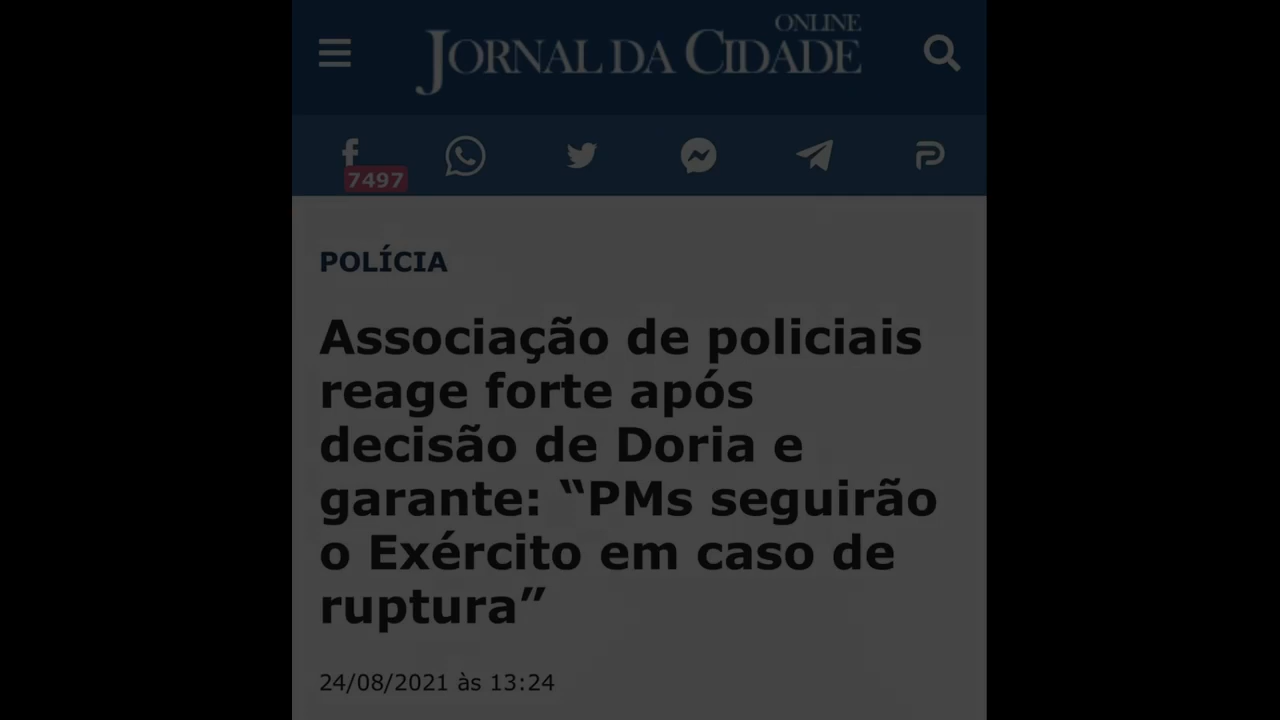 JORNAL DA CIDADE ONLINE
7497
POLÍCIA
Associação de policiais
reage forte após
decisão de Doria e
garante: “PMs seguirão
o Exército em caso de
ruptura”
24/08/2021 às 13:24